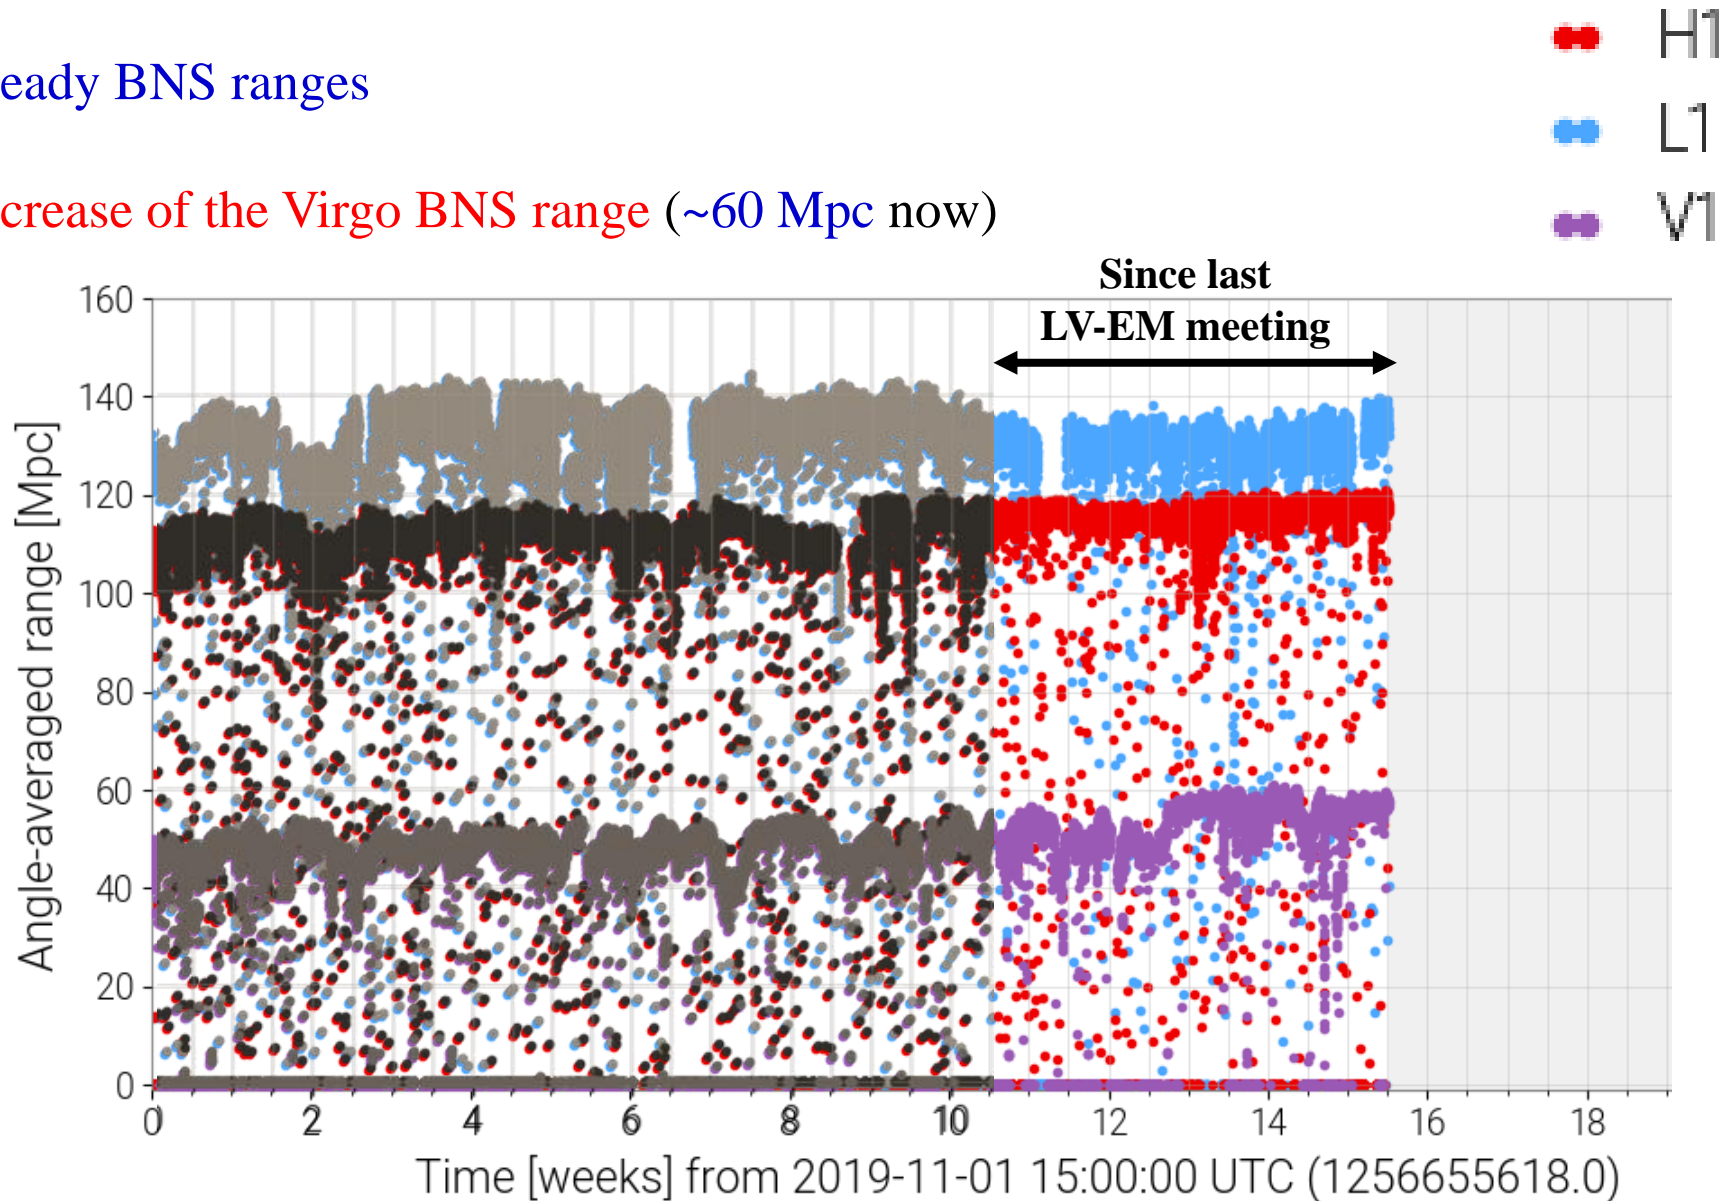 H1
eady BNS ranges
L1
crease of the Virgo BNS range (~60 Mpc now)
V1
Since last
LV-EM meeting
160
140
120
100
80
60
40
20
0
Angle-averaged range [Mpc]
0 2 4 6 8 10 12 14 16 18
Time [weeks] from 2019-11-01 15:00:00 UTC (1256655618.0)